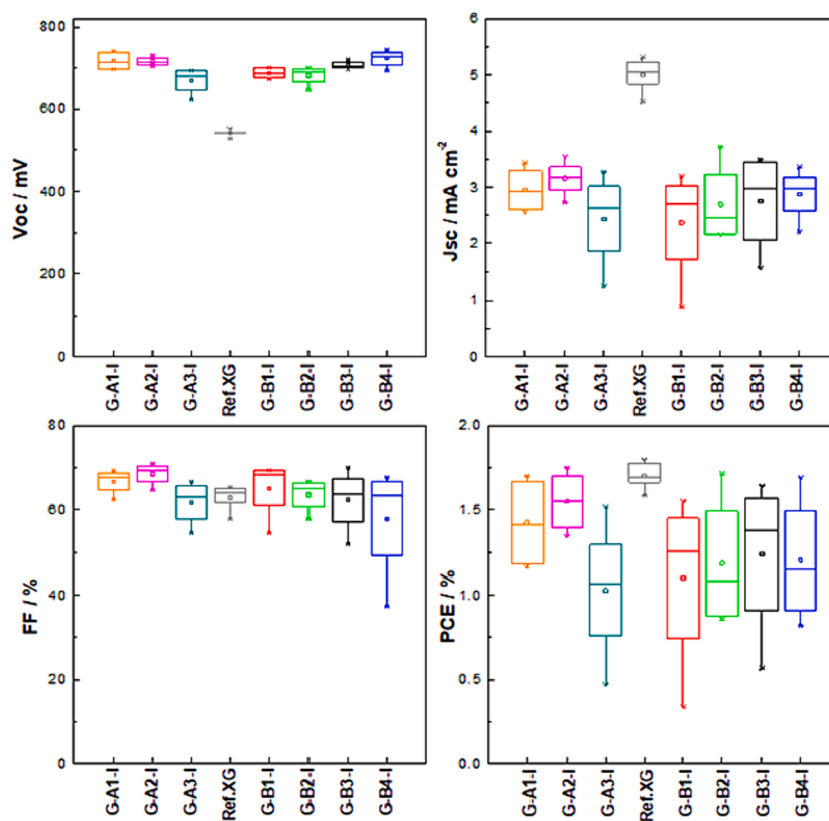 Voc / mV
800
600
400
200
0
G-A1-I
G-A2-I
G-A3-I
Ref.XG
G-B1-I
G-B2-I
G-B3-I
G-B4-I
Jsc / mA cm⁻²
6
5
4
3
2
1
0
G-A1-I
G-A2-I
G-A3-I
Ref.XG
G-B1-I
G-B2-I
G-B3-I
G-B4-I
FF / %
80
60
40
20
0
G-A1-I
G-A2-I
G-A3-I
Ref.XG
G-B1-I
G-B2-I
G-B3-I
G-B4-I
PCE / %
2.0
1.5
1.0
0.5
0.0
G-A1-I
G-A2-I
G-A3-I
Ref.XG
G-B1-I
G-B2-I
G-B3-I
G-B4-I